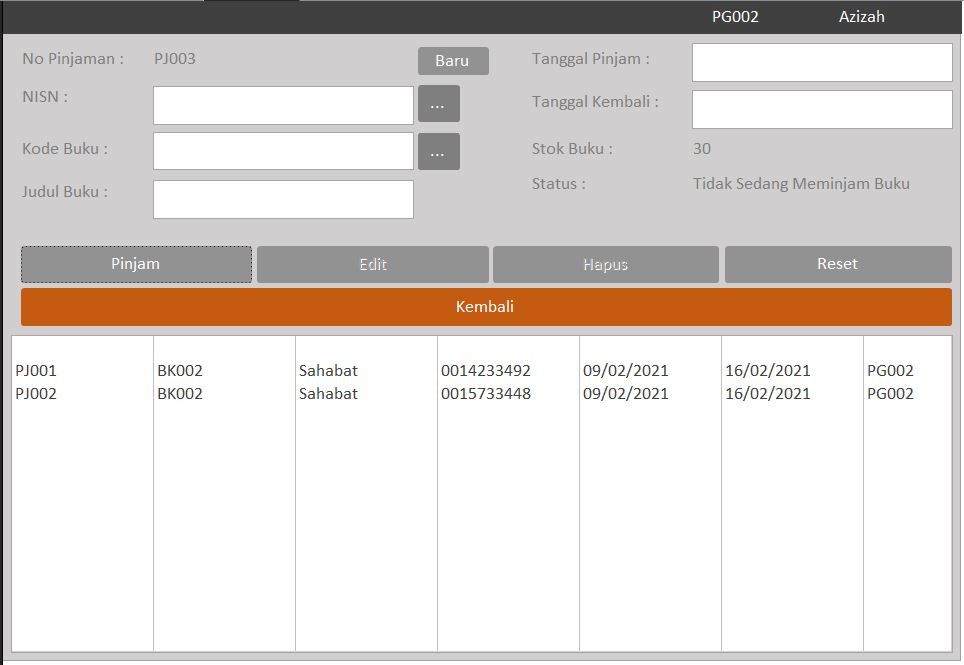 PG002 Azizah
No Pinjaman : PJ003 Baru Tanggal Pinjam :
NISN : ... Tanggal Kembali :
Kode Buku : ... Stok Buku : 30
Judul Buku : Status : Tidak Sedang Meminjam Buku
Pinjam Edit Hapus Reset
Kembali
PJ001 BK002 Sahabat 0014233492 09/02/2021 16/02/2021 PG002
PJ002 BK002 Sahabat 0015733448 09/02/2021 16/02/2021 PG002